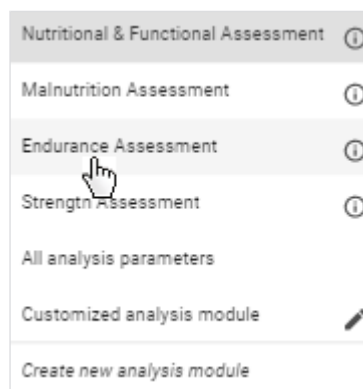 Nutritional & Functional Assessment
Malnutrition Assessment
Endurance Assessment
Strength Assessment
All analysis parameters
Customized analysis module
Create new analysis module